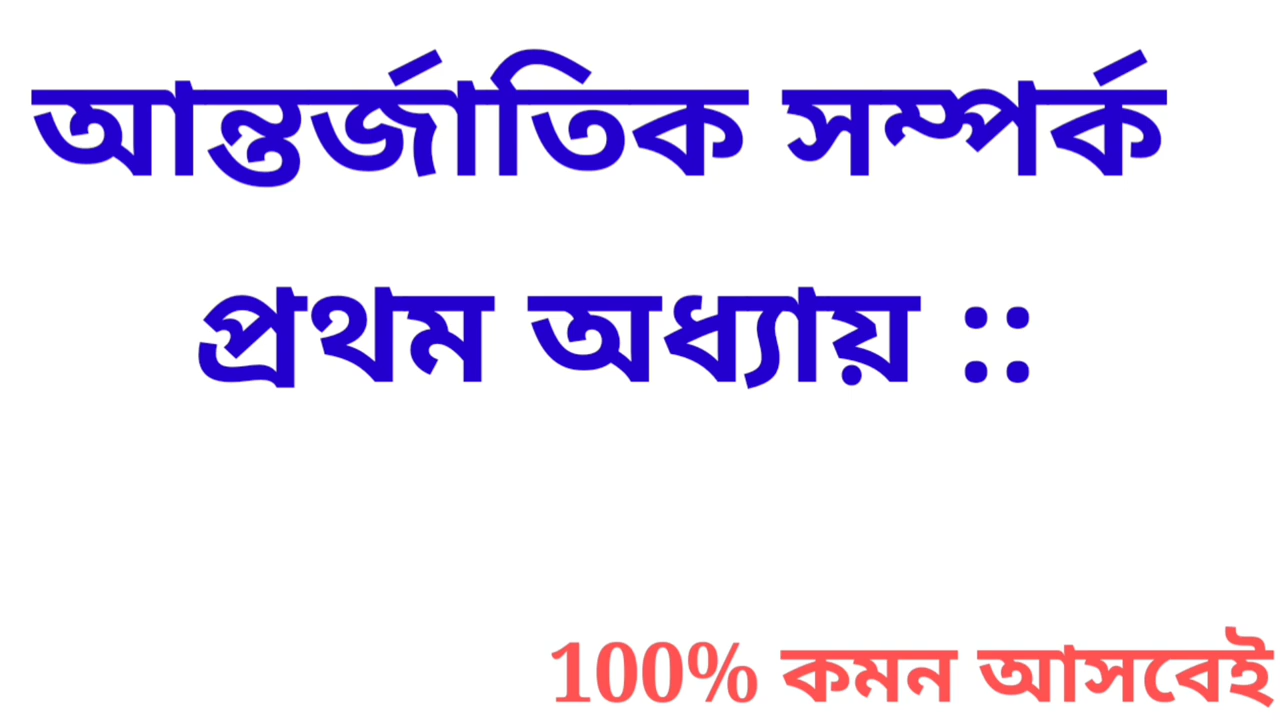 আন্তর্জাতিক সম্পর্ক
প্রথম অধ্যায় ::
100% কমন আসবেই